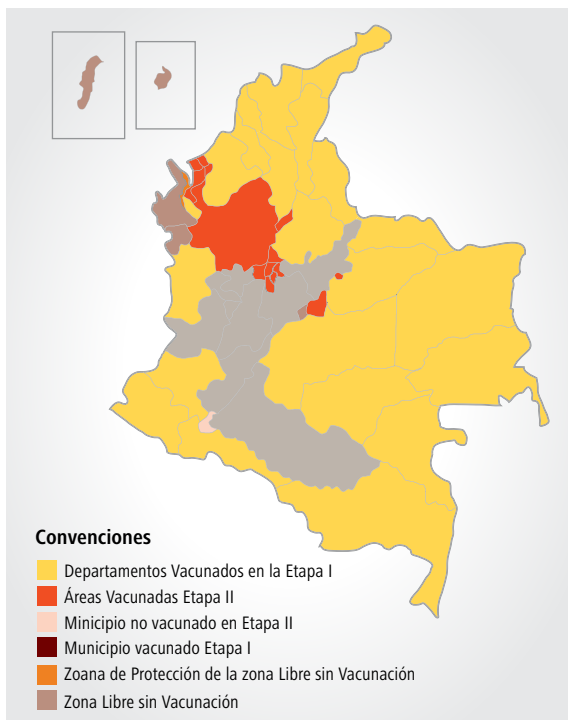 Convenciones
Departamentos Vacunados en la Etapa I
Áreas Vacunadas Etapa II
Minicipio no vacunado en Etapa II
Municipio vacunado Etapa I
Zoana de Protección de la zona Libre sin Vacunación
Zona Libre sin Vacunación